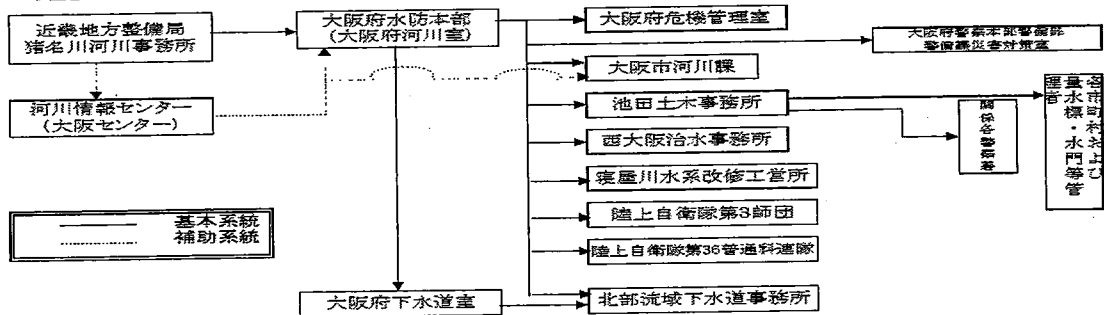 近畿地方整備局
猪名川河川事務所
大阪府水防本部
(大阪府河川室)
大阪府危機管理室
大阪府警察本部警備部
警備課災害対策室
大阪市河川課
河川情報センター
(大阪センター)
池田土木事務所
各市町村および
量水標・水門等管
理者
関係各警察署
西大阪治水事務所
寝屋川水系改修工営所
陸上自衛隊第3師団
陸上自衛隊第36普通科連隊
基本系統
補助系統
大阪府下水道室
北部流域下水道事務所